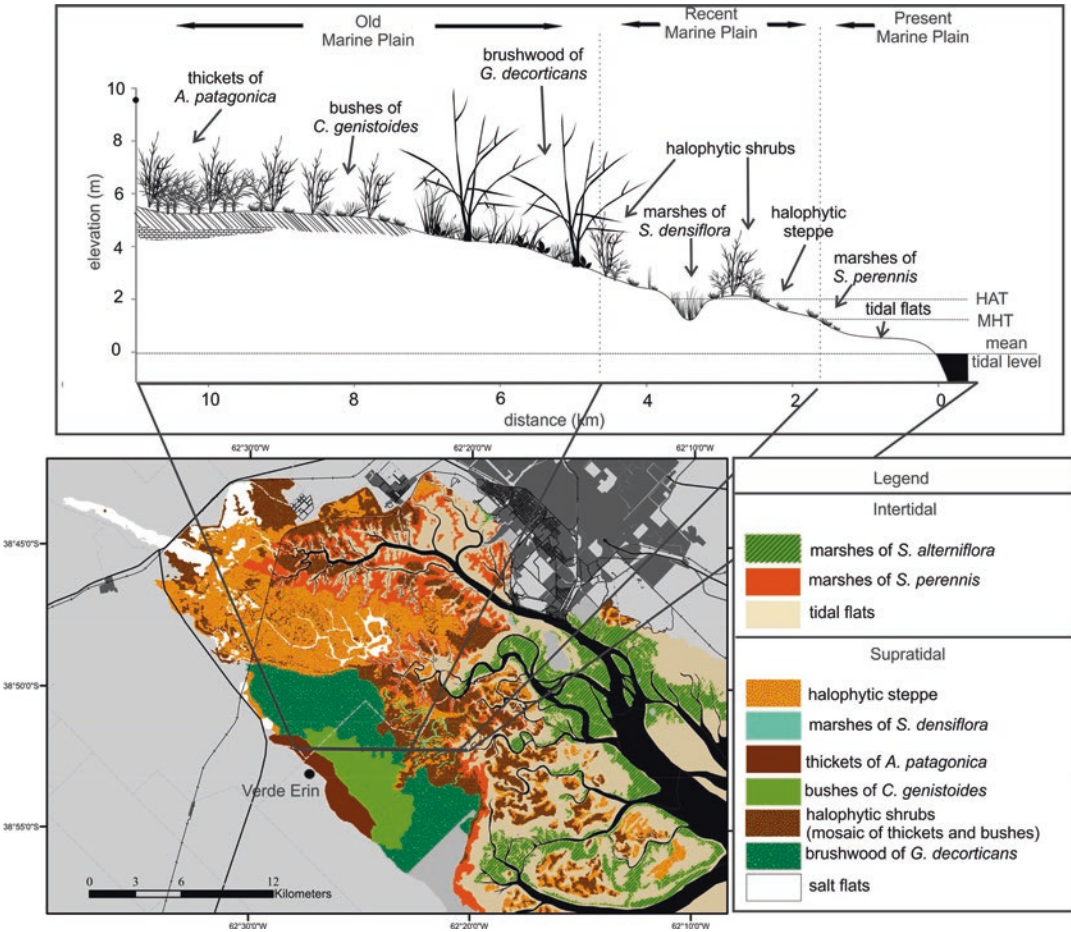 Old
Marine Plain
Recent
Marine Plain
Present
Marine Plain
thickets of
A. patagonica
bushes of
C. genistoides
brushwood of
G. decorticans
halophytic shrubs
marshes of
S. densiflora
halophytic
steppe
marshes of
S. perennis
tidal flats
HAT
MHT
mean
tidal level
elevation (m)
10
8
6
4
2
0
10
8
6
4
2
0
distance (km)
62°30'0"W
62°20'0"W
62°10'0"W
38°45'0"S
38°50'0"S
38°55'0"S
Verde Erin
0 3 6 12
Kilometers
62°30'0"W
62°20'0"W
62°10'0"W
Legend
Intertidal
marshes of S. alterniflora
marshes of S. perennis
tidal flats
Supratidal
halophytic steppe
marshes of S. densiflora
thickets of A. patagonica
bushes of C. genistoides
halophytic shrubs
(mosaic of thickets and bushes)
brushwood of G. decorticans
salt flats